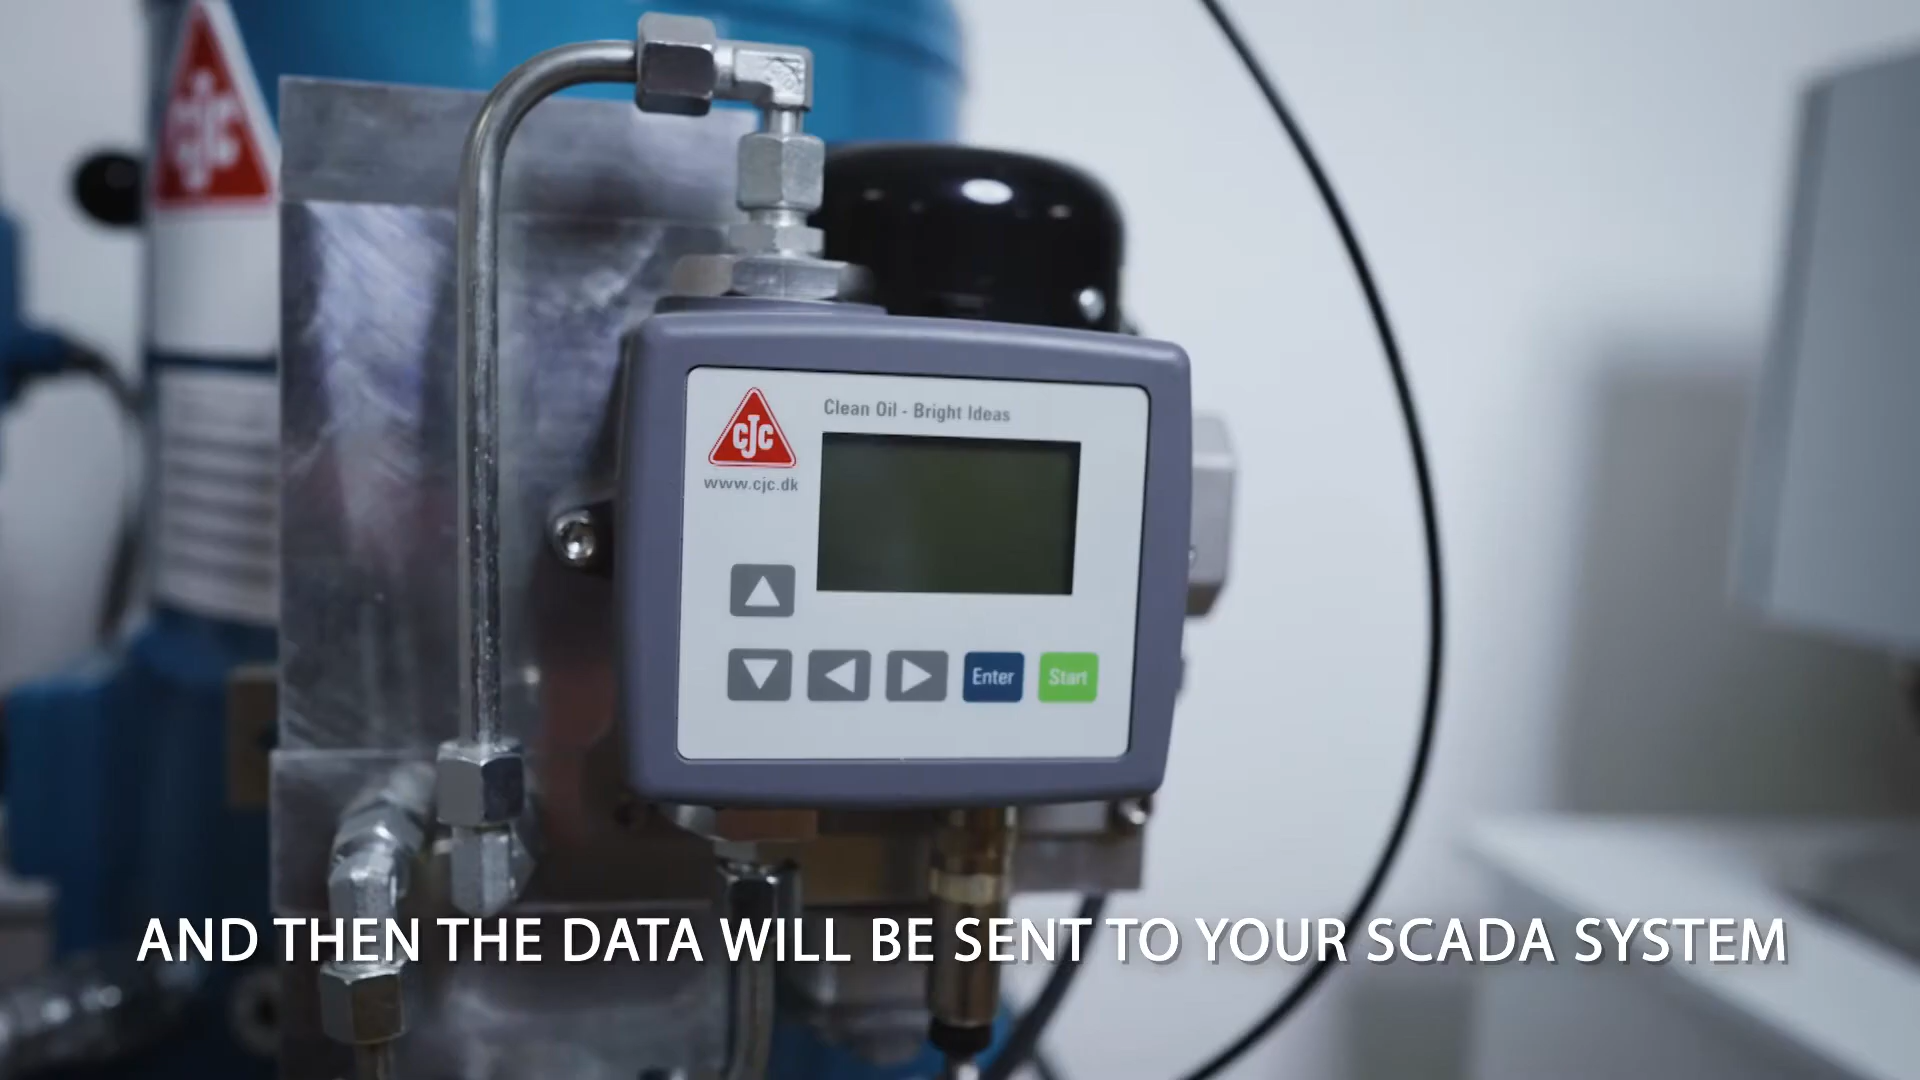 CJC
Clean Oil - Bright Ideas
CJC
www.cjc.dk
Enter
Start
AND THEN THE DATA WILL BE SENT TO YOUR SCADA SYSTEM